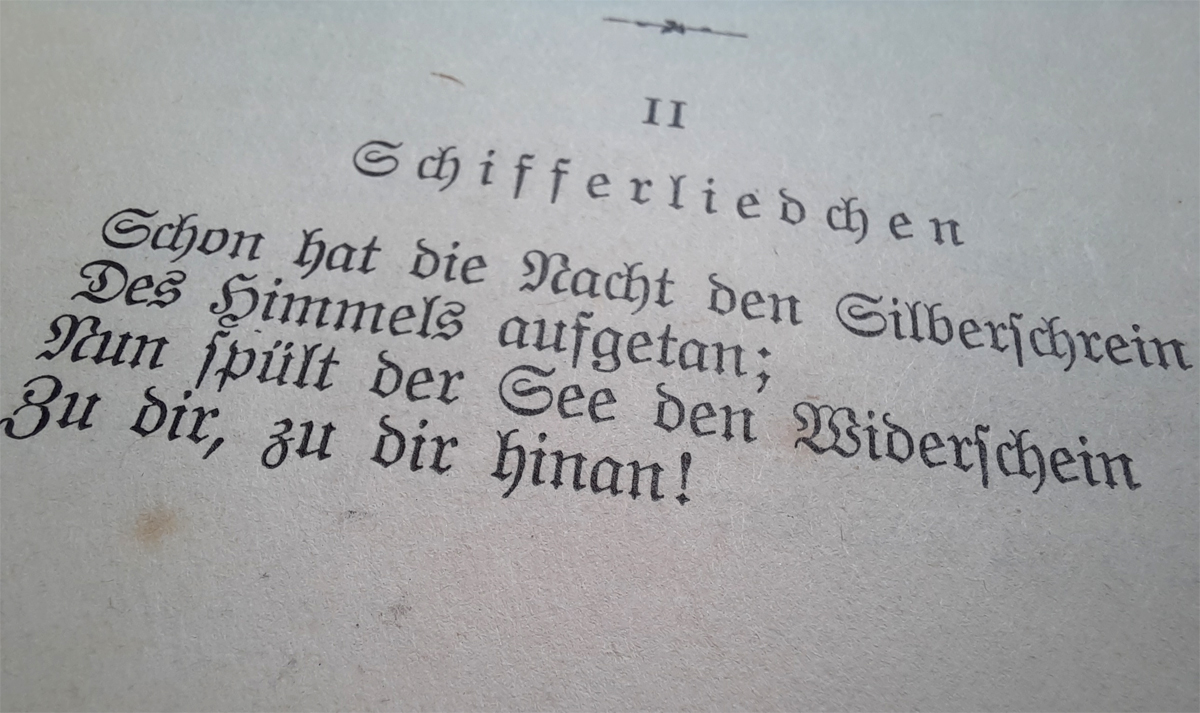 II
Schifferliedchen
Schon hat die Nacht den Silberschrein
Des Himmels aufgetan;
Nun spült der See den Widerschein
Zu dir, zu dir hinan!